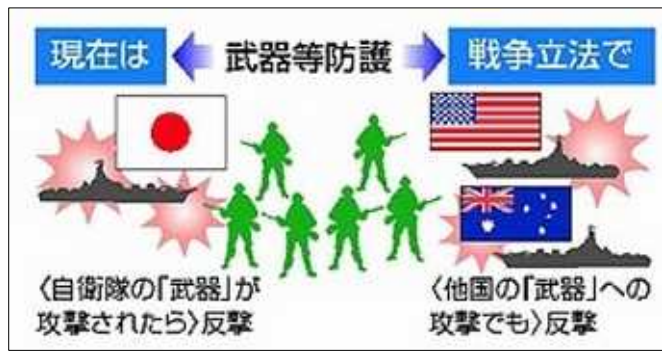 現在は
武器等防護
戦争立法で
〈自衛隊の「武器」が
攻撃されたら〉反撃
〈他国の「武器」への
攻撃でも〉反撃